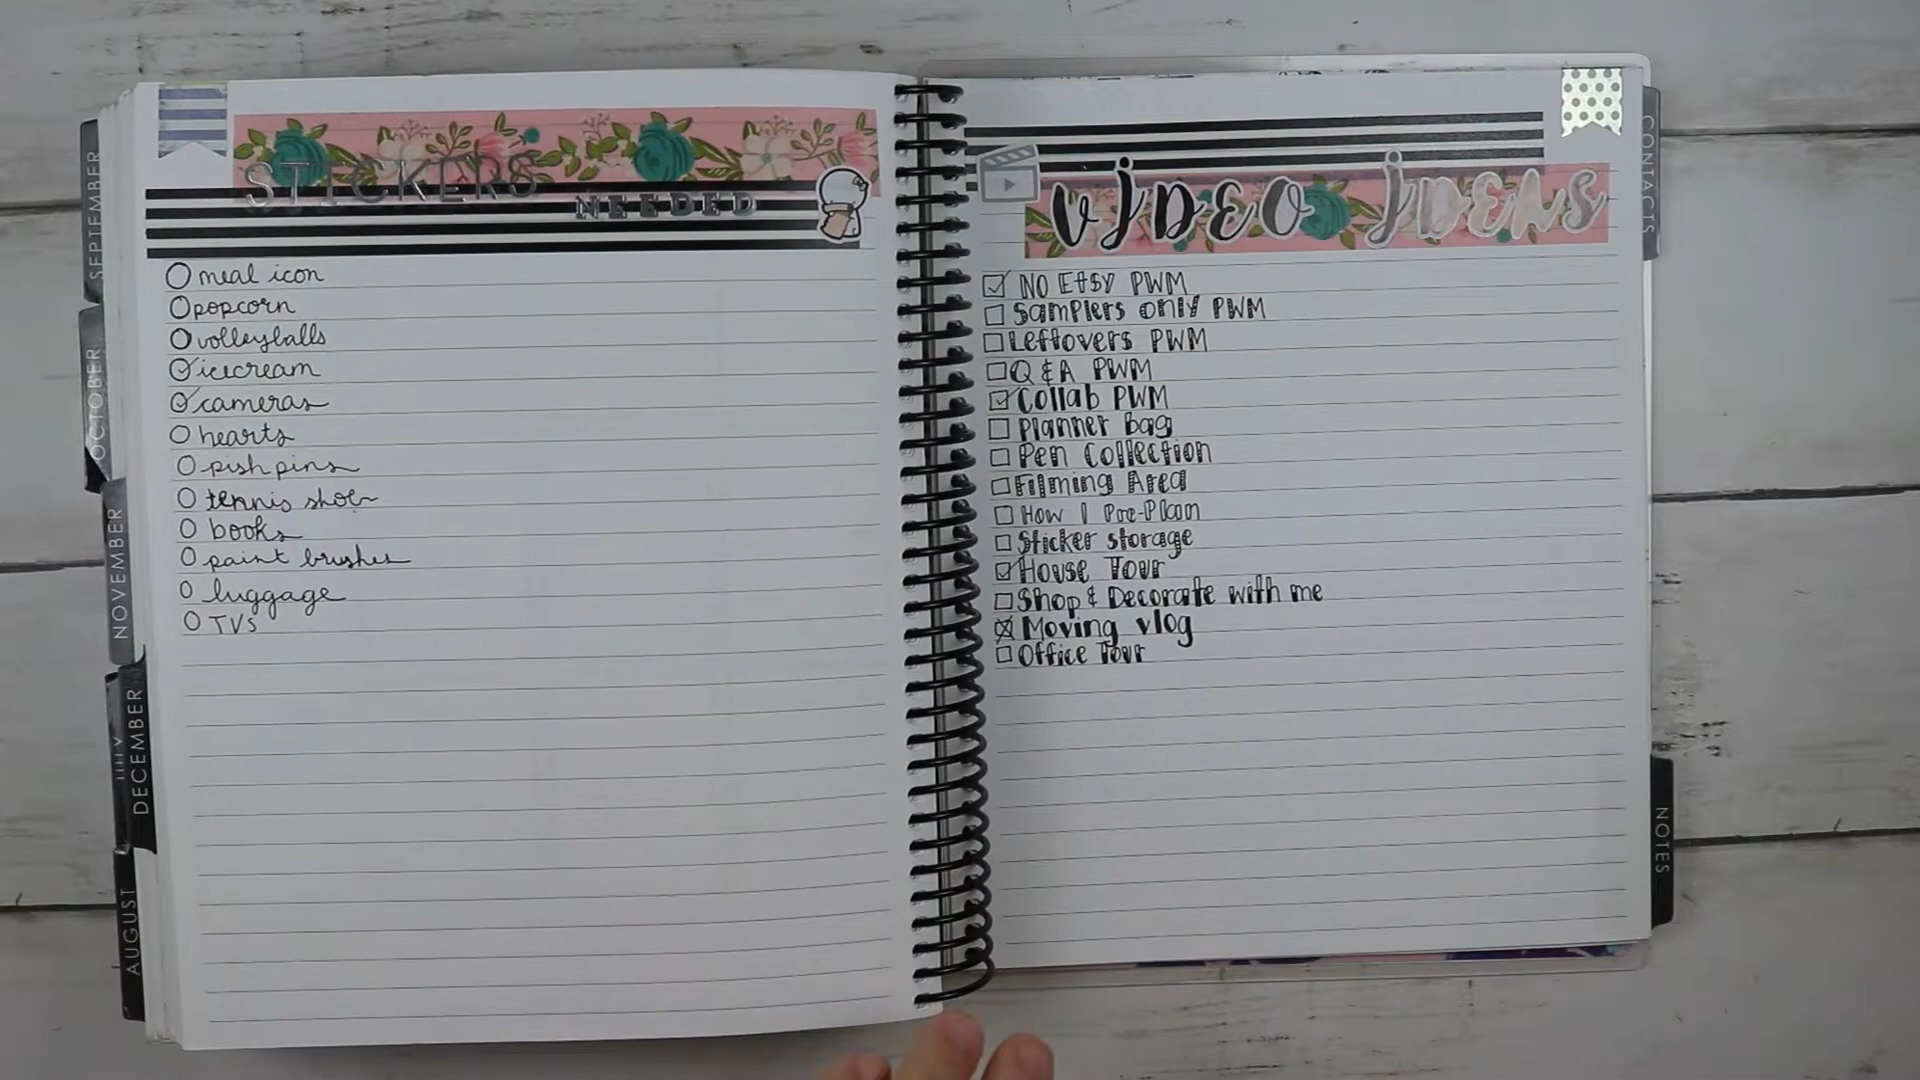 STICKERS
NEEDED
meal icon
popcorn
volleyballs
icecream
cameras
hearts
pish pins
tennis shoe
books
paint brushes
luggage
TVs
VIDEO IDEAS
NO Etsy PWM
Samplers only PWM
Leftovers PWM
Q & A PWM
Collab PWM
Planner bag
Pen Collection
Filming Area
How I Pre-Plan
Sticker storage
House Tour
Shop & Decorate with me
Moving vlog
Office Tour
SEPTEMBER
OCTOBER
NOVEMBER
DECEMBER
JULY
AUGUST
CONTACTS
NOTES